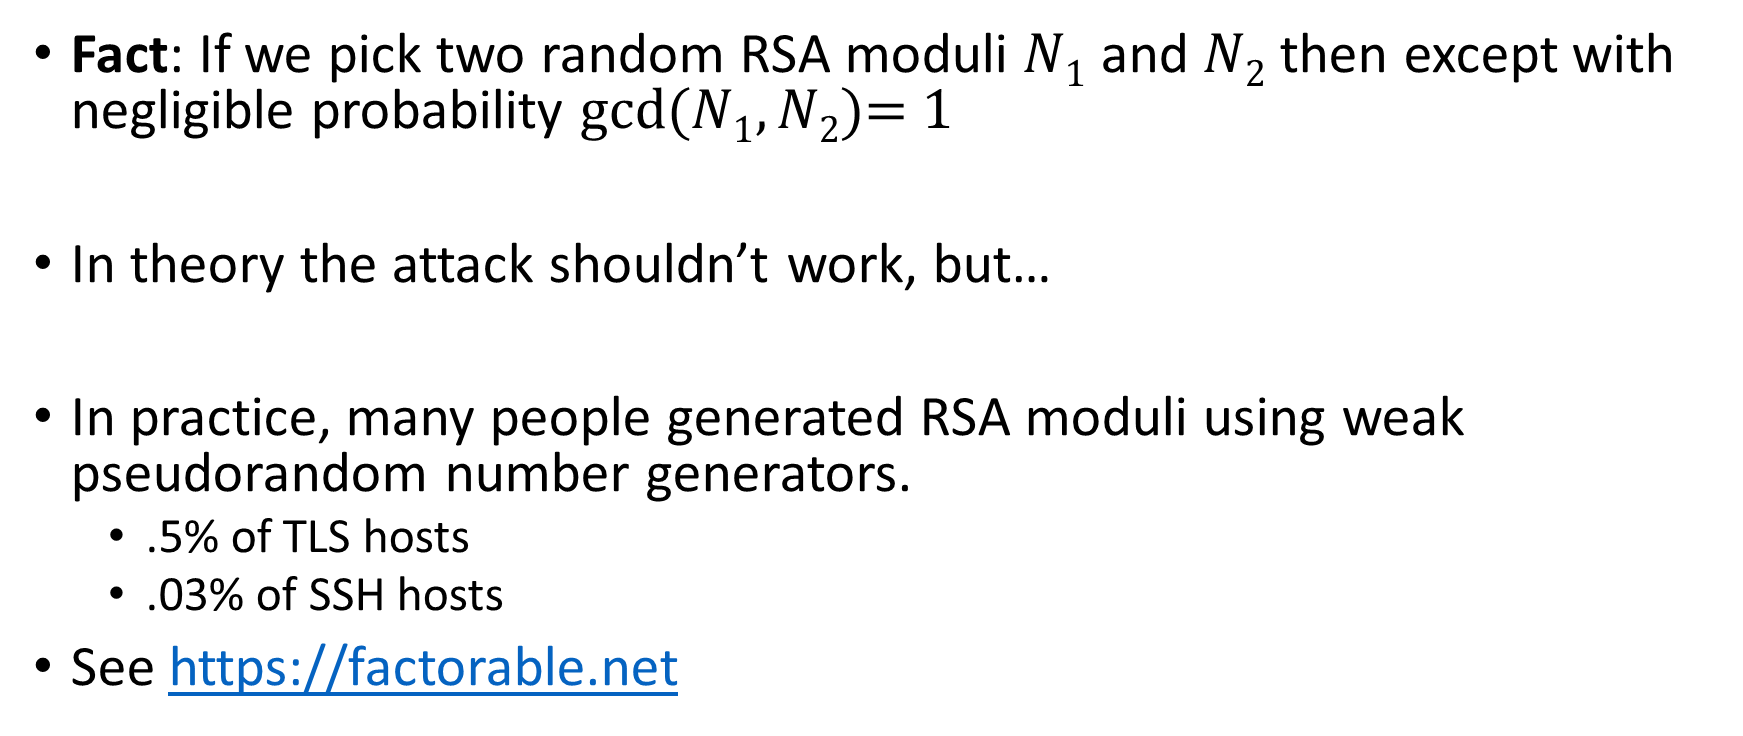 • Fact: If we pick two random RSA moduli N₁ and N₂ then except with
negligible probability gcd(N₁, N₂)= 1
• In theory the attack shouldn’t work, but…
• In practice, many people generated RSA moduli using weak
pseudorandom number generators.
• .5% of TLS hosts
• .03% of SSH hosts
• See https://factorable.net